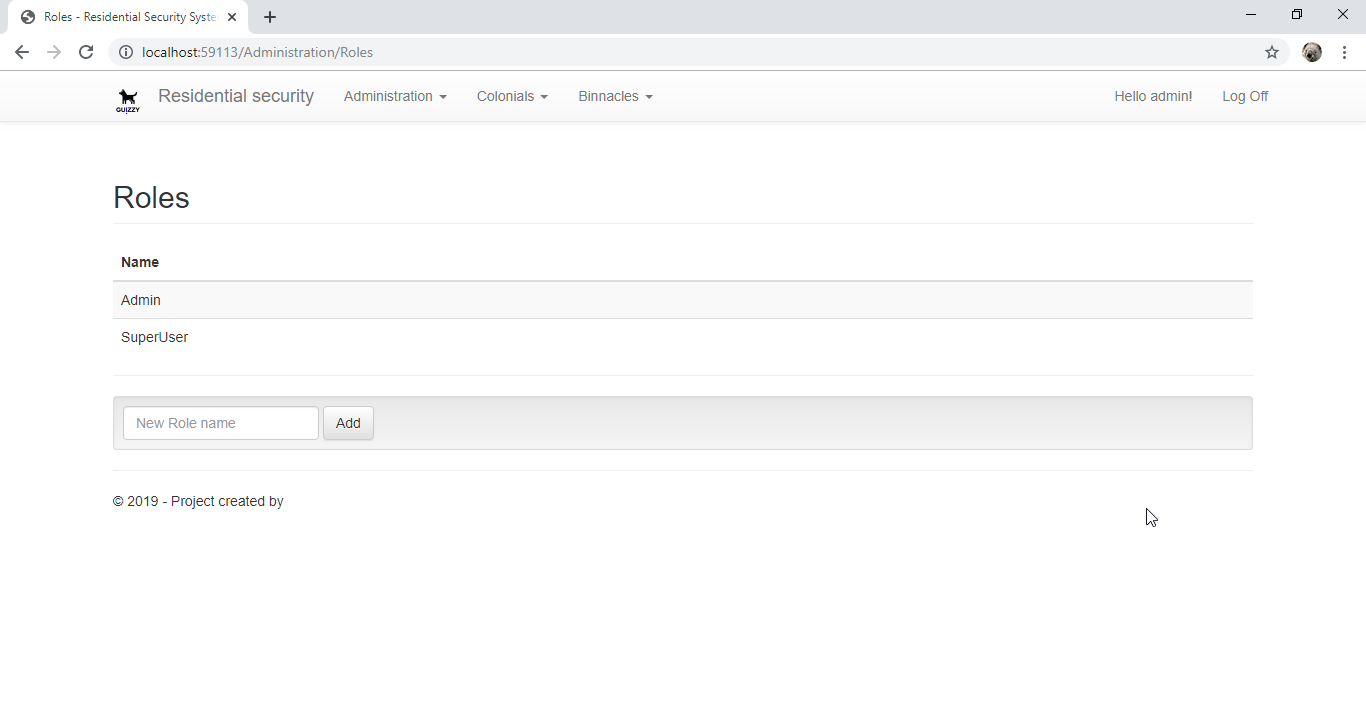 Roles - Residential Security Syste
localhost:59113/Administration/Roles
GUIZZY
Residential security Administration Colonials Binnacles Hello admin! Log Off
Roles
Name
Admin
SuperUser
New Role name Add
© 2019 - Project created by